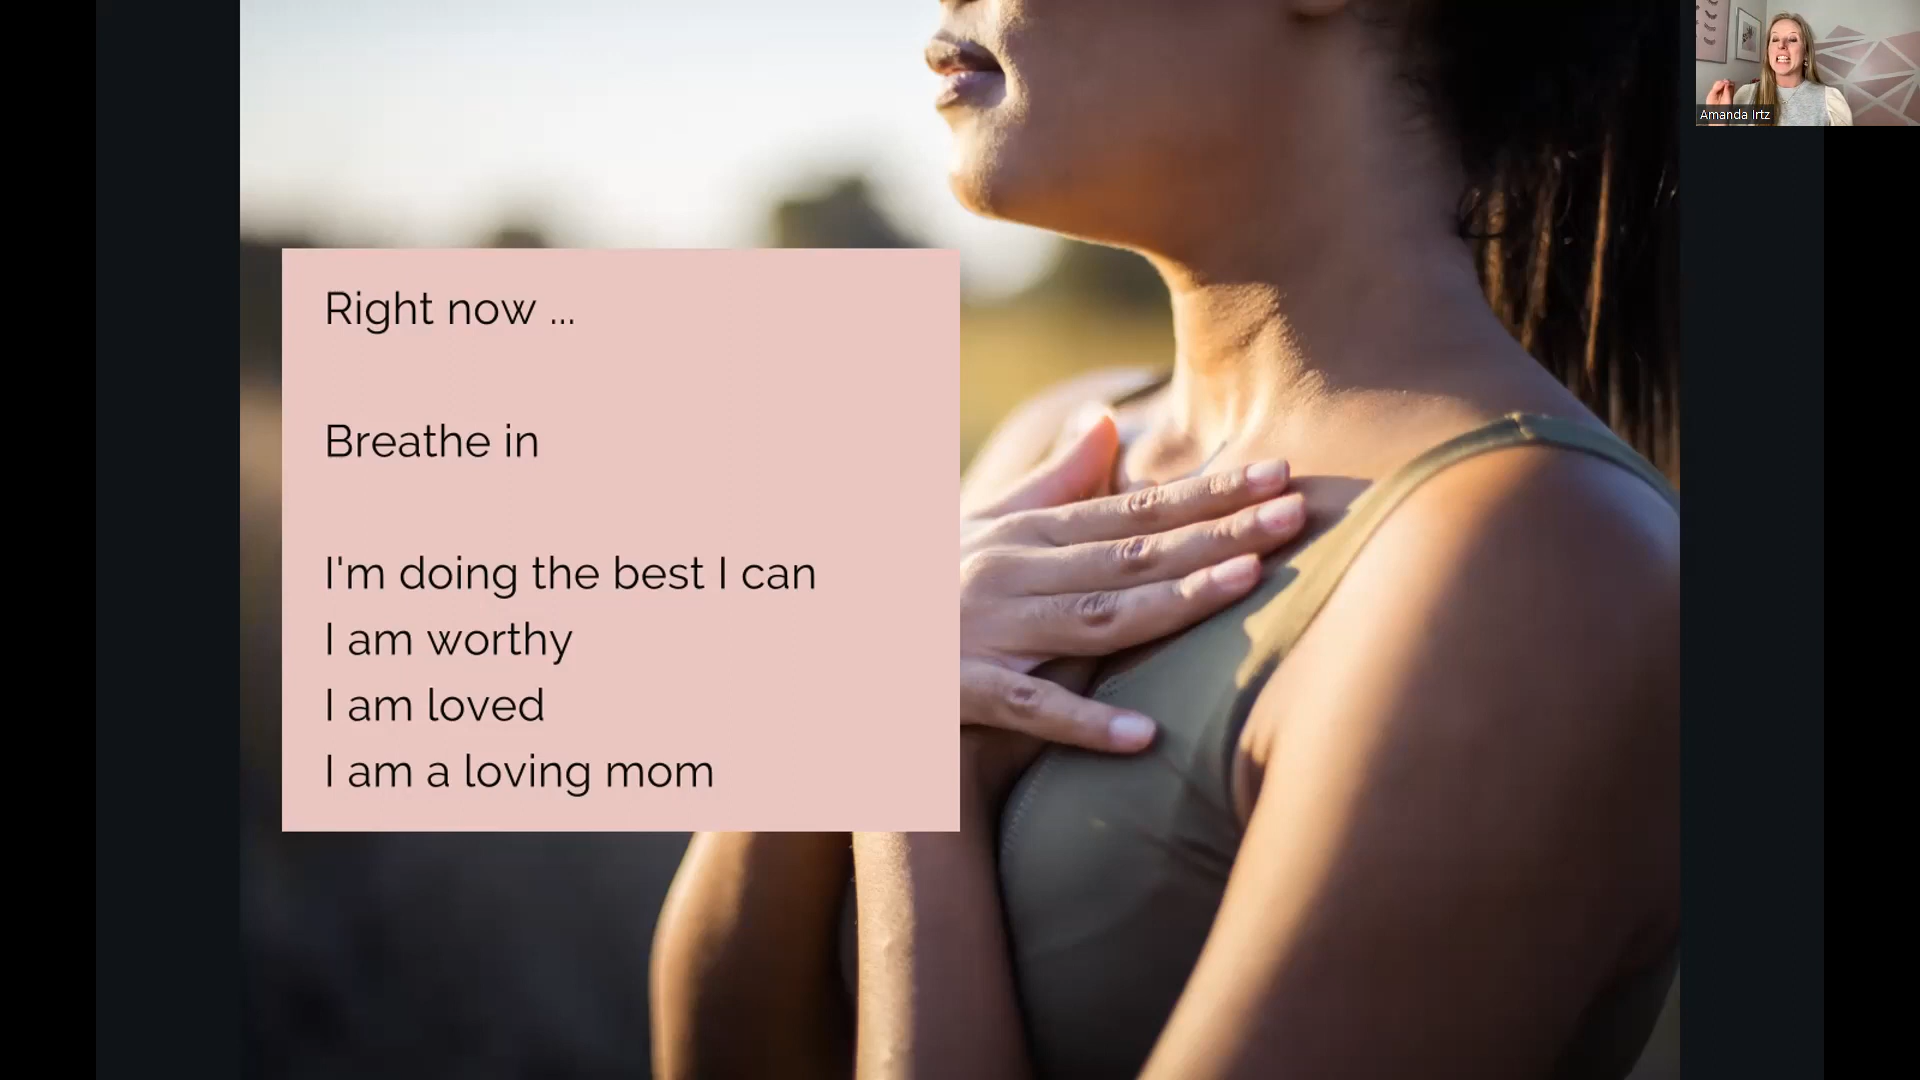 Right now ...
Breathe in
I'm doing the best I can
I am worthy
I am loved
I am a loving mom
Amanda Irtz